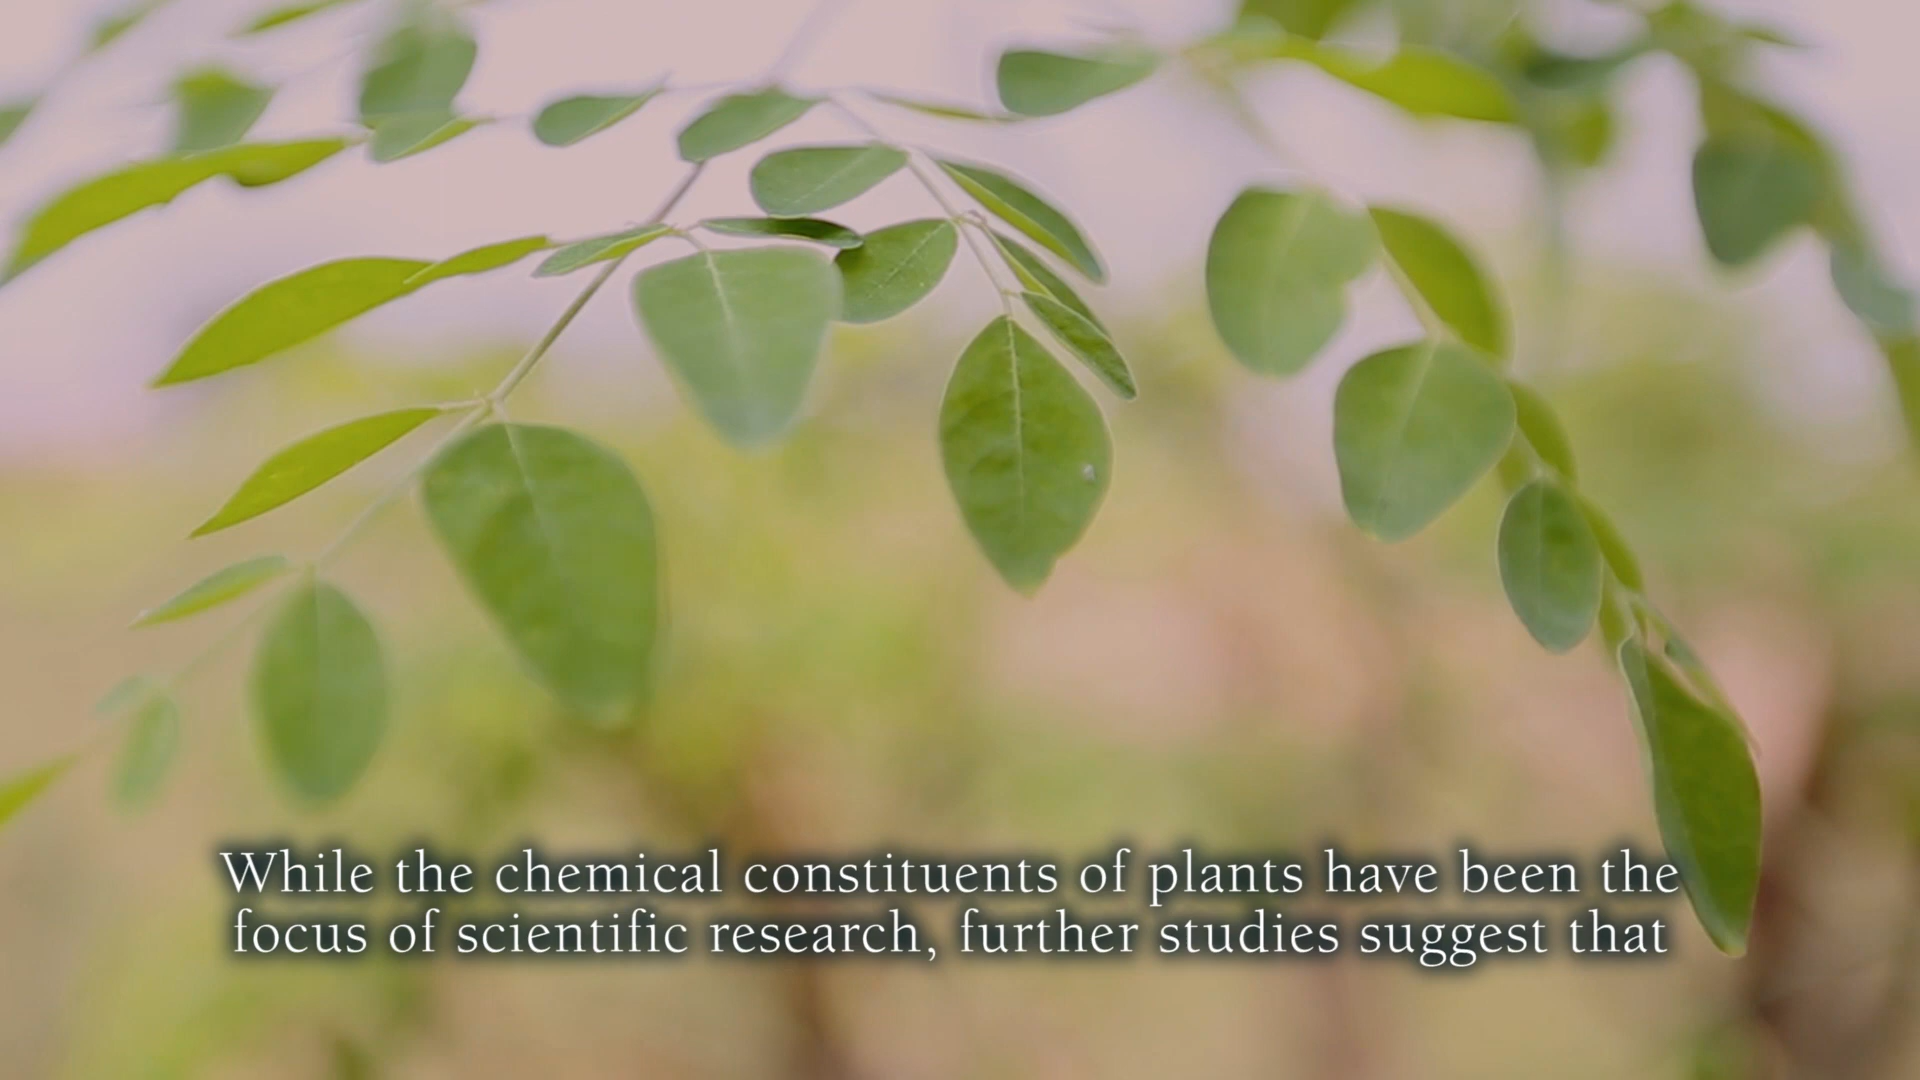 While the chemical constituents of plants have been the
focus of scientific research, further studies suggest that